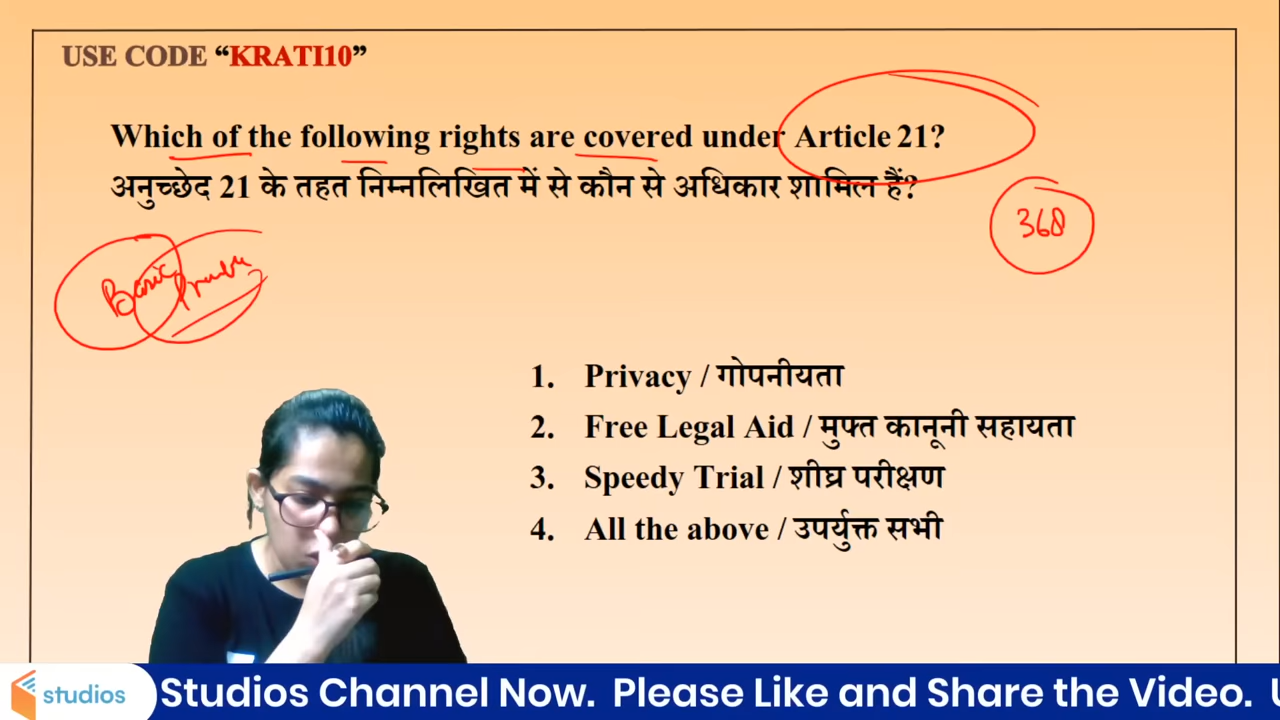 USE CODE “KRATI10”
Which of the following rights are covered under Article 21?
अनुच्छेद 21 के तहत निम्नलिखित में से कौन से अधिकार शामिल हैं?
368
Basic
1. Privacy / गोपनीयता
2. Free Legal Aid / मुफ्त कानूनी सहायता
3. Speedy Trial / शीघ्र परीक्षण
4. All the above / उपर्युक्त सभी
studios
Studios Channel Now. Please Like and Share the Video. U